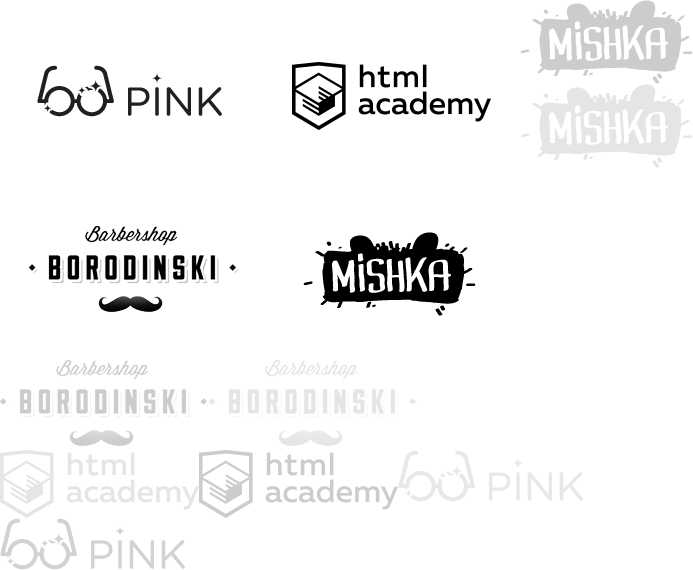 MiSHKA
PiNK
html
academy
MiSHKA
Barbershop
BORODINSKI
MiSHKA
Barbershop
BORODINSKI
Barbershop
BORODINSKI
html
academy
html
academy
PiNK
PiNK